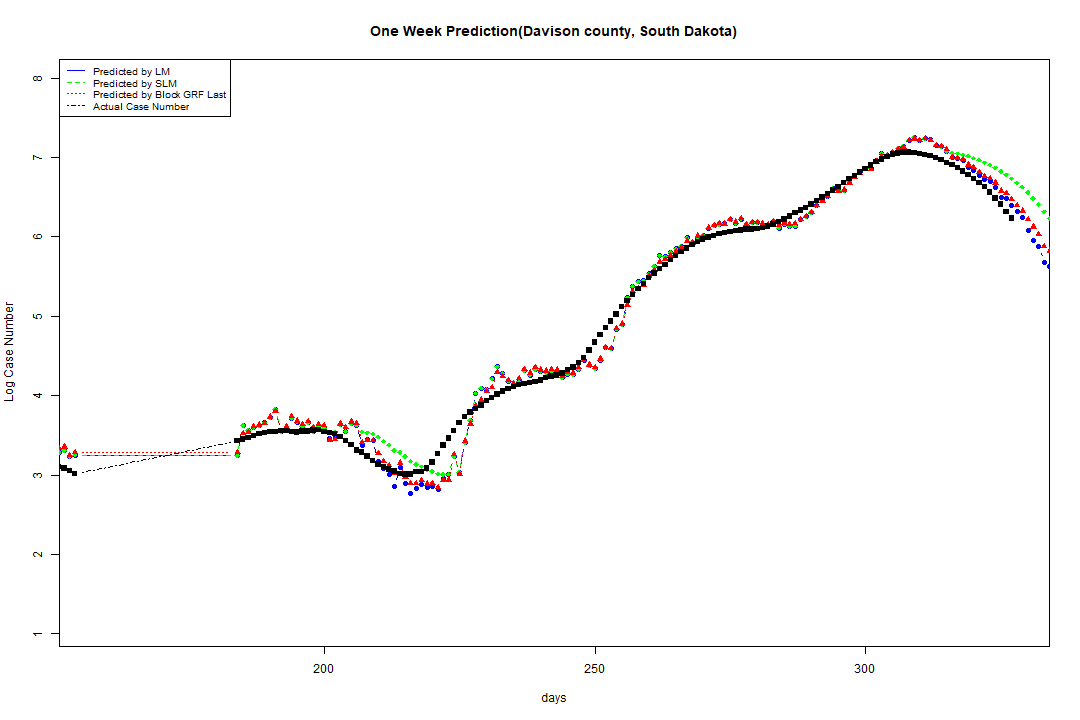 One Week Prediction(Davison county, South Dakota)
Predicted by LM
Predicted by SLM
Predicted by Block GRF Last
Actual Case Number
8
7
6
5
4
3
2
1
Log Case Number
200 250 300
days